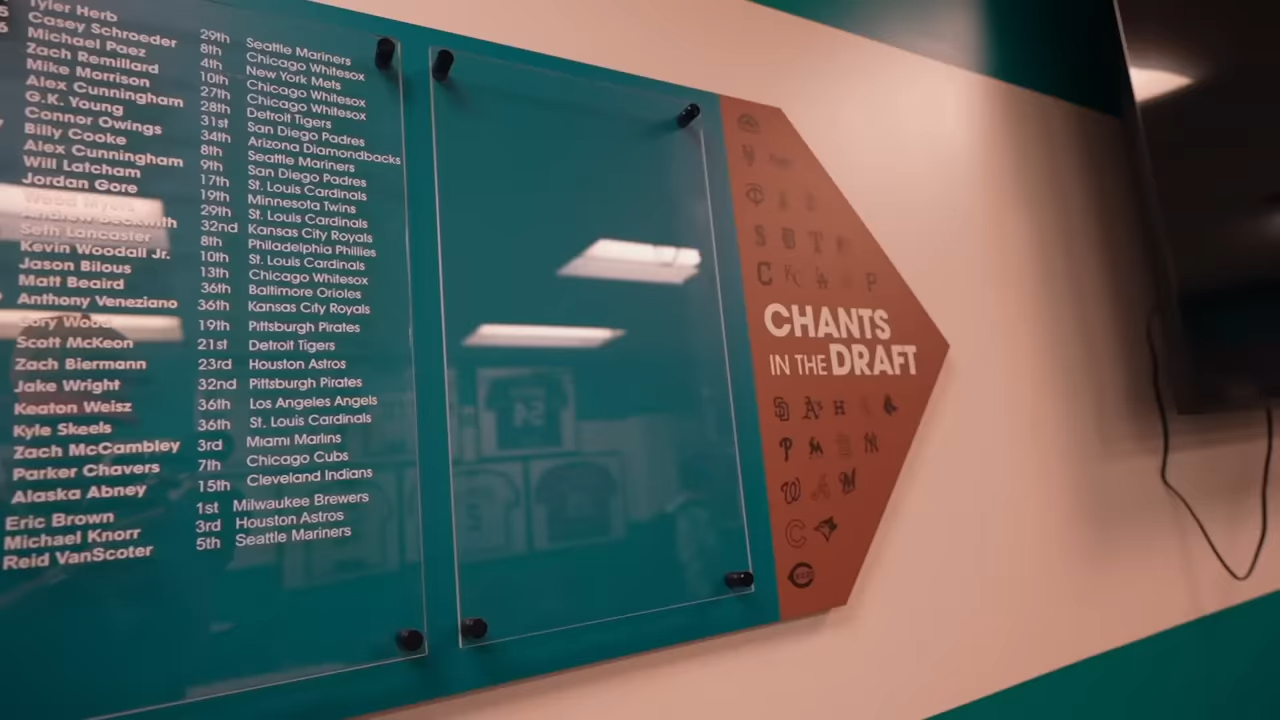 Tyler Herb 29th Seattle Mariners
Casey Schroeder 8th Chicago Whitesox
Michael Paez 4th New York Mets
Zach Remillard 10th Chicago Whitesox
Mike Morrison 27th Chicago Whitesox
Alex Cunningham 28th Detroit Tigers
G.K. Young 31st San Diego Padres
Connor Owings 34th Arizona Diamondbacks
Billy Cooke 8th Seattle Mariners
Alex Cunningham 9th San Diego Padres
Will Latcham 17th St. Louis Cardinals
Jordan Gore 19th Minnesota Twins
Wood Myers 29th St. Louis Cardinals
Andrew Beckwith 32nd Kansas City Royals
Seth Lancaster 8th Philadelphia Phillies
Kevin Woodall Jr. 10th St. Louis Cardinals
Jason Bilous 13th Chicago Whitesox
Matt Beaird 36th Baltimore Orioles
Anthony Veneziano 36th Kansas City Royals
Cory Wood 19th Pittsburgh Pirates
Scott McKeon 21st Detroit Tigers
Zach Biermann 23rd Houston Astros
Jake Wright 32nd Pittsburgh Pirates
Keaton Weisz 36th Los Angeles Angels
Kyle Skeels 36th St. Louis Cardinals
Zach McCambley 3rd Miami Marlins
Parker Chavers 7th Chicago Cubs
Alaska Abney 15th Cleveland Indians
Eric Brown 1st Milwaukee Brewers
Michael Knorr 3rd Houston Astros
Reid VanScoter 5th Seattle Mariners
CHANTS
IN THE DRAFT